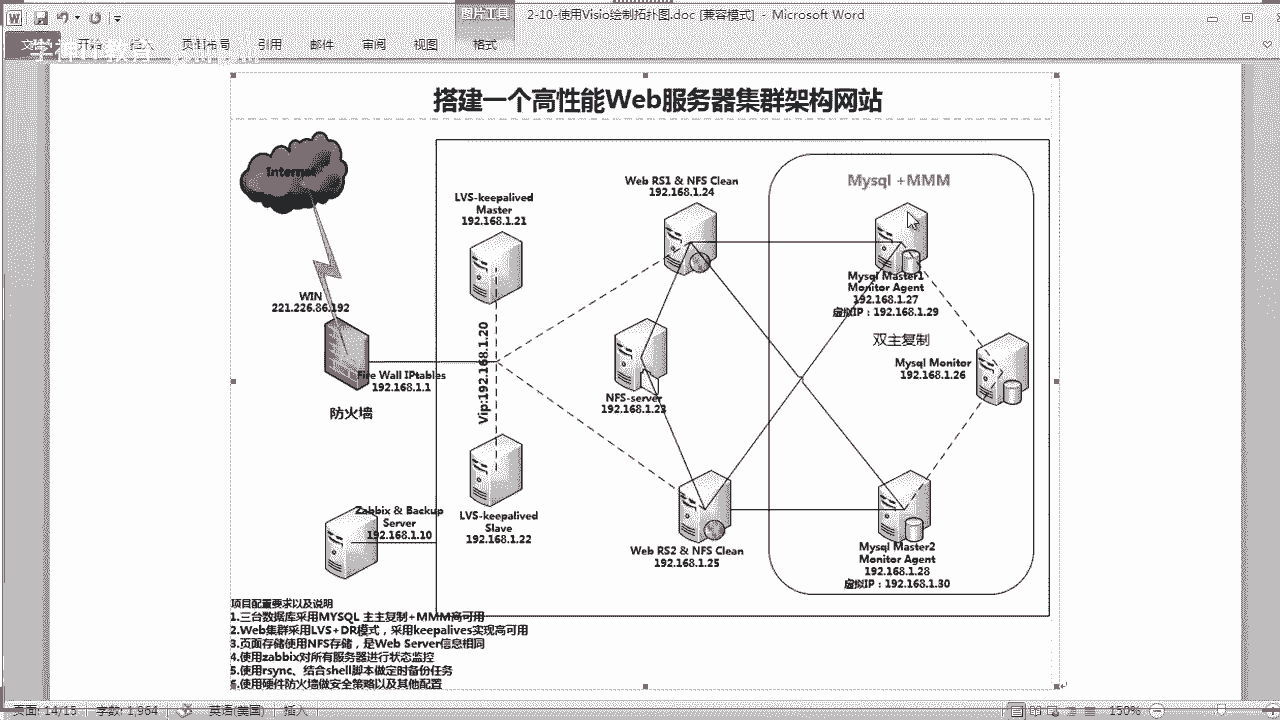 图片工具
2-10-使用Visio绘制拓扑图.doc [兼容模式] - Microsoft Word
开始
页面布局
引用
邮件
审阅
视图
格式
搭建一个高性能Web服务器集群架构网站
Internet
WIN
221.226.86.192
Fire Wall IPtables
192.168.1.1
防火墙
Zabbix & Backup
Server
192.168.1.10
LVS-keepalived
Master
192.168.1.21
Vip:192.168.1.20
LVS-keepalived
Slave
192.168.1.22
Web RS1 & NFS Clean
192.168.1.24
NFS-server
192.168.1.23
Web RS2 & NFS Clean
192.168.1.25
Mysql +MMM
Mysql Master1
Monitor Agent
192.168.1.27
虚拟IP：192.168.1.29
双主复制
Mysql Monitor
192.168.1.26
Mysql Master2
Monitor Agent
192.168.1.28
虚拟IP：192.168.1.30
项目配置要求以及说明
1.三台数据库采用MYSQL 主主复制+MMM高可用
2.Web集群采用LVS+DR模式，采用keepalives实现高可用
3.页面存储使用NFS存储，是Web Server信息相同
4.使用zabbix对所有服务器进行状态监控
5.使用rsync、结合shell脚本做定时备份任务
6.使用硬件防火墙做安全策略以及其他配置
页面: 14/15
字数: 1,964
英语(美国)
插入
150%